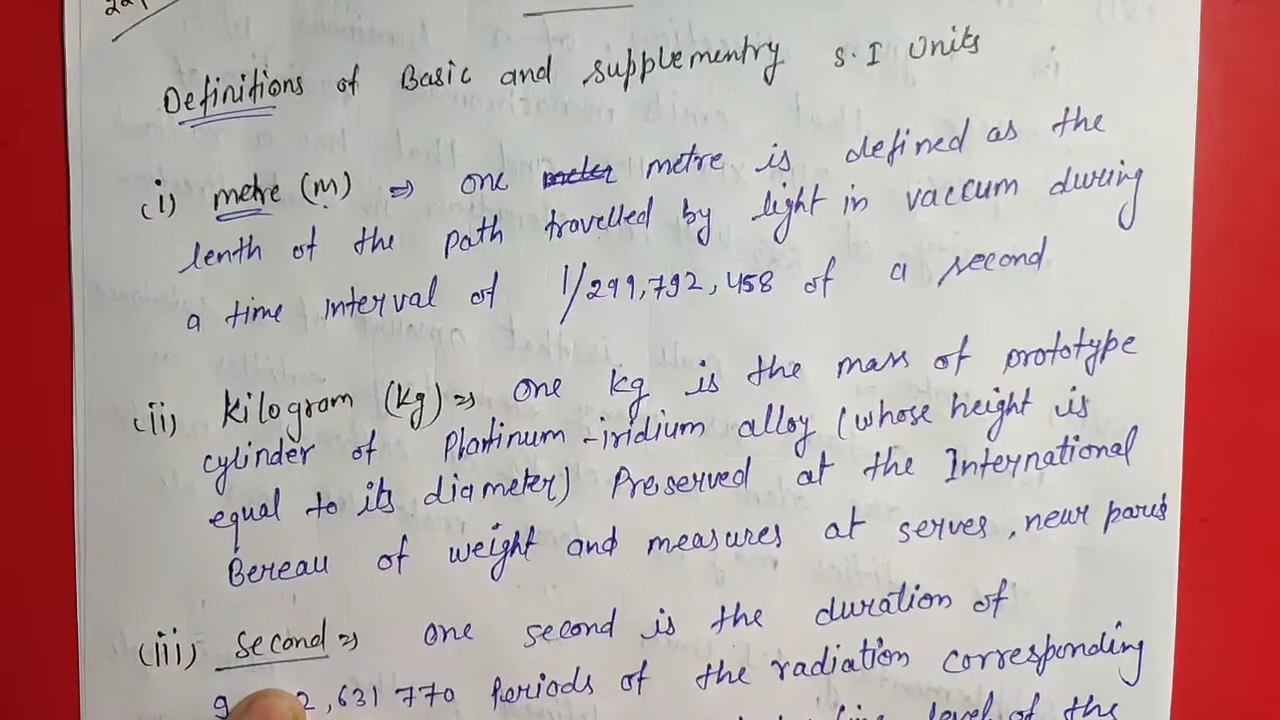 Definitions of Basic and supplementry S.I Units
(i) metre (m) ⇒ one meter metre is defined as the
lenth of the path travelled by light in vaccum during
a time interval of 1/299,792,458 of a second
(ii) Kilogram (Kg) ⇒ one kg is the mass of prototype
cylinder of Platinum-iridium alloy (whose height is
equal to its diameter) Preserved at the International
Bereau of weight and measures at serves, near paris
(iii) Second ⇒ one second is the duration of
9 2,631 770 Periods of the radiation corresponding
level of the